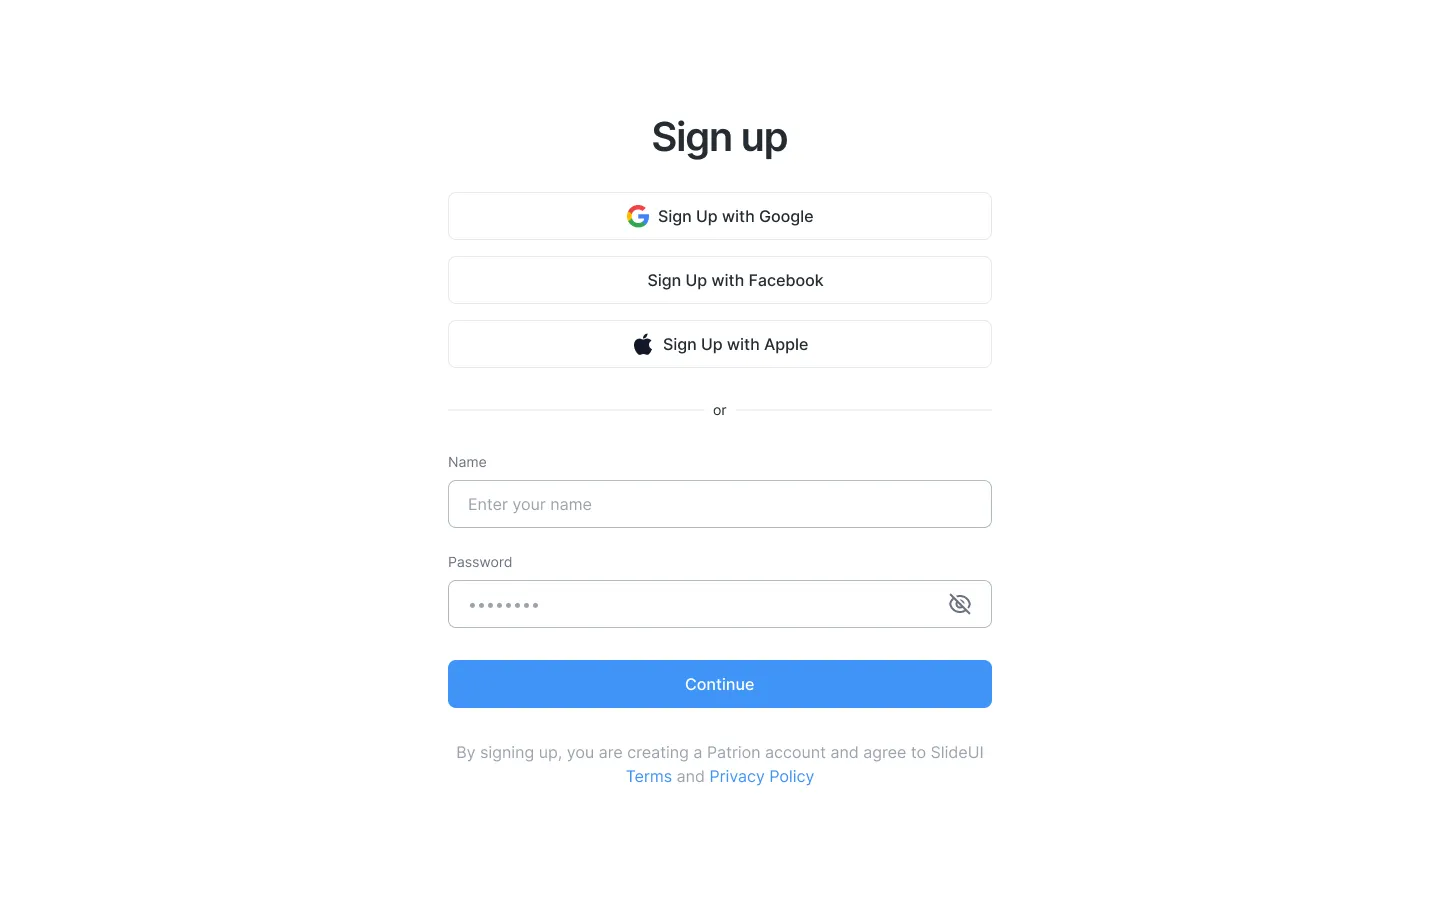 Sign up
Sign Up with Google
Sign Up with Facebook
Sign Up with Apple
or
Name
Enter your name
Password
Continue
By signing up, you are creating a Patrion account and agree to SlideUI
Terms and Privacy Policy